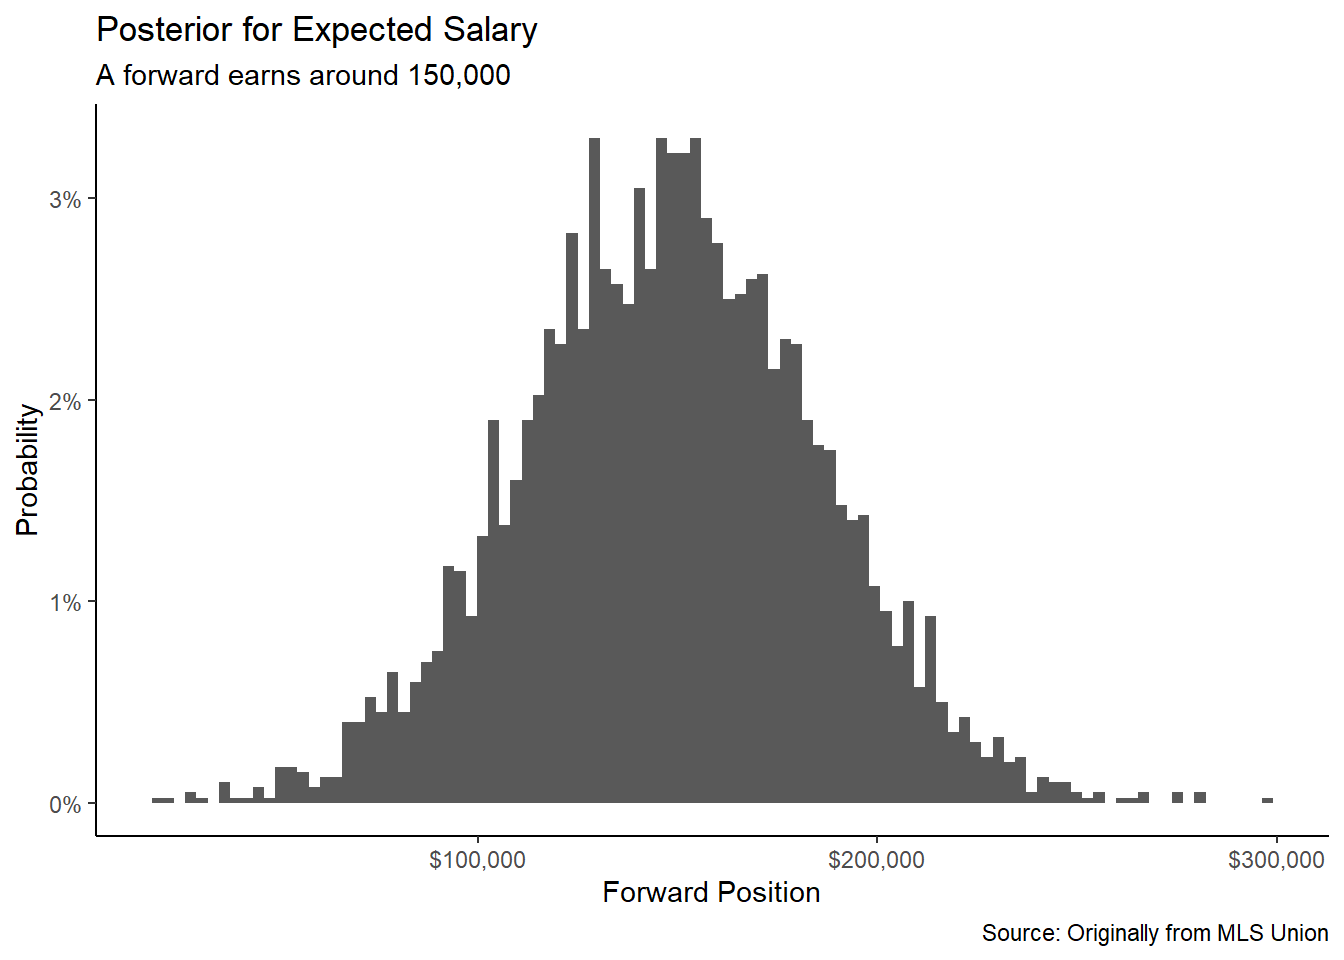 Posterior for Expected Salary
A forward earns around 150,000
3%
2%
1%
0%
Probability
$100,000
$200,000
$300,000
Forward Position
Source: Originally from MLS Union